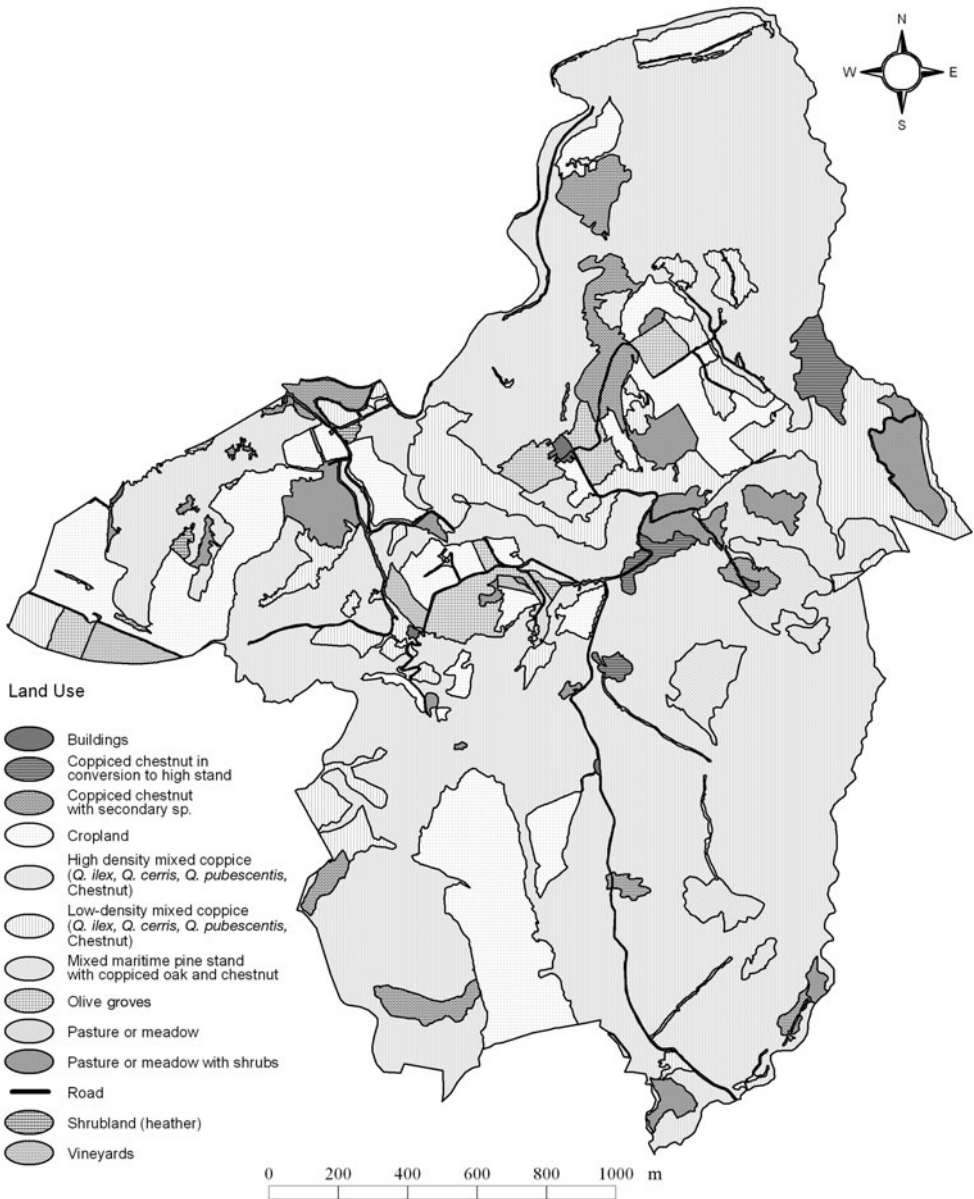 N
W E
S
Land Use
Buildings
Coppiced chestnut in
conversion to high stand
Coppiced chestnut
with secondary sp.
Cropland
High density mixed coppice
(Q. ilex, Q. cerris, Q. pubescentis,
Chestnut)
Low-density mixed coppice
(Q. ilex, Q. cerris, Q. pubescentis,
Chestnut)
Mixed maritime pine stand
with coppiced oak and chestnut
Olive groves
Pasture or meadow
Pasture or meadow with shrubs
Road
Shrubland (heather)
Vineyards
0 200 400 600 800 1000 m